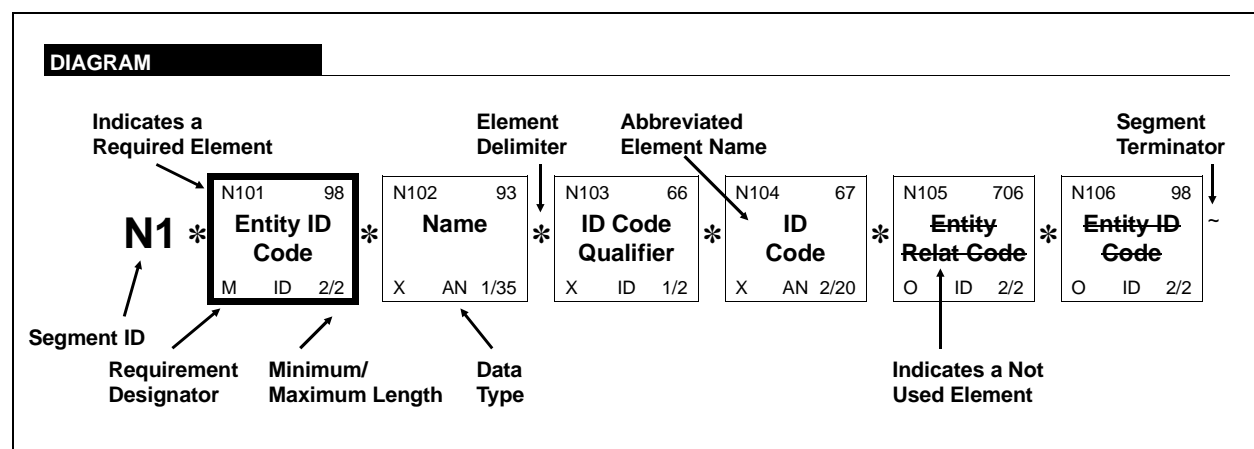 DIAGRAM
Indicates a
Required Element
Element
Delimiter
Abbreviated
Element Name
Segment
Terminator
N1 *
N101 98
Entity ID
Code
M ID 2/2
*
N102 93
Name
X AN 1/35
*
N103 66
ID Code
Qualifier
X ID 1/2
*
N104 67
ID
Code
X AN 2/20
*
N105 706
Entity
Relat Code
O ID 2/2
*
N106 98
Entity ID
Code
O ID 2/2
~
Segment ID
Requirement
Designator
Minimum/
Maximum Length
Data
Type
Indicates a Not
Used Element